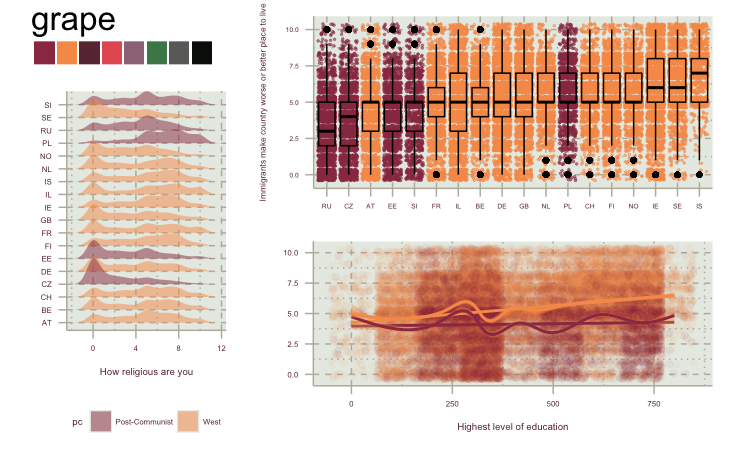 grape
SI
SE
RU
PL
NO
NL
IS
IL
IE
GB
FR
FI
EE
DE
CZ
CH
BE
AT
0 4 8 12
How religious are you
pc Post-Communist West
Immigrants make country worse or better place to live
10.0
7.5
5.0
2.5
0.0
RU CZ AT EE SI FR IL BE DE GB NL PL CH FI NO IE SE IS
10.0
7.5
5.0
2.5
0.0
0 250 500 750
Highest level of education